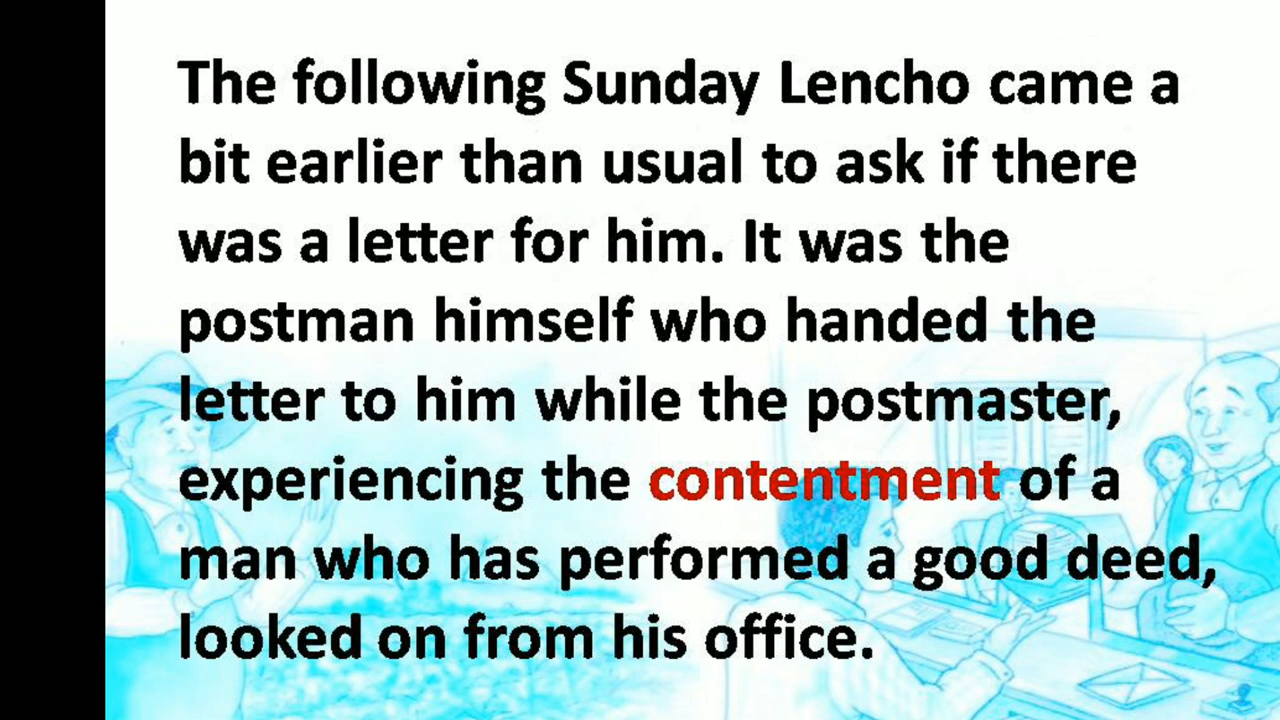 The following Sunday Lencho came a
bit earlier than usual to ask if there
was a letter for him. It was the
postman himself who handed the
letter to him while the postmaster,
experiencing the contentment of a
man who has performed a good deed,
looked on from his office.